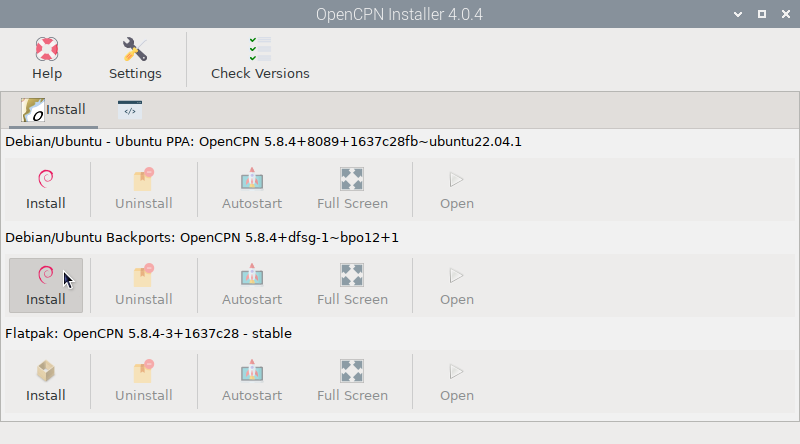 OpenCPN Installer 4.0.4
Help Settings Check Versions
Install </>
Debian/Ubuntu - Ubuntu PPA: OpenCPN 5.8.4+8089+1637c28fb~ubuntu22.04.1
Install Uninstall Autostart Full Screen Open
Debian/Ubuntu Backports: OpenCPN 5.8.4+dfsg-1~bpo12+1
Install Uninstall Autostart Full Screen Open
Flatpak: OpenCPN 5.8.4-3+1637c28 - stable
Install Uninstall Autostart Full Screen Open